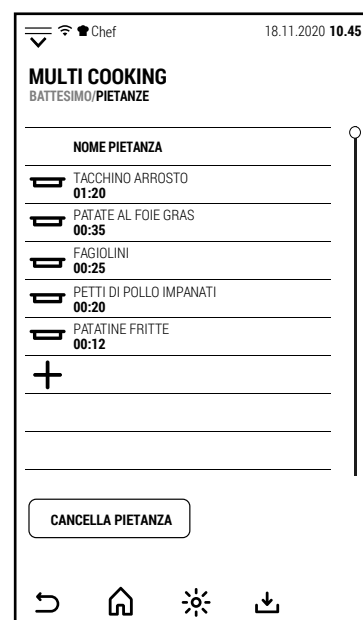 Chef 18.11.2020 10.45
MULTI COOKING
BATTESIMO/PIETANZE
NOME PIETANZA
TACCHINO ARROSTO
01:20
PATATE AL FOIE GRAS
00:35
FAGIOLINI
00:25
PETTI DI POLLO IMPANATI
00:20
PATATINE FRITTE
00:12
CANCELLA PIETANZA